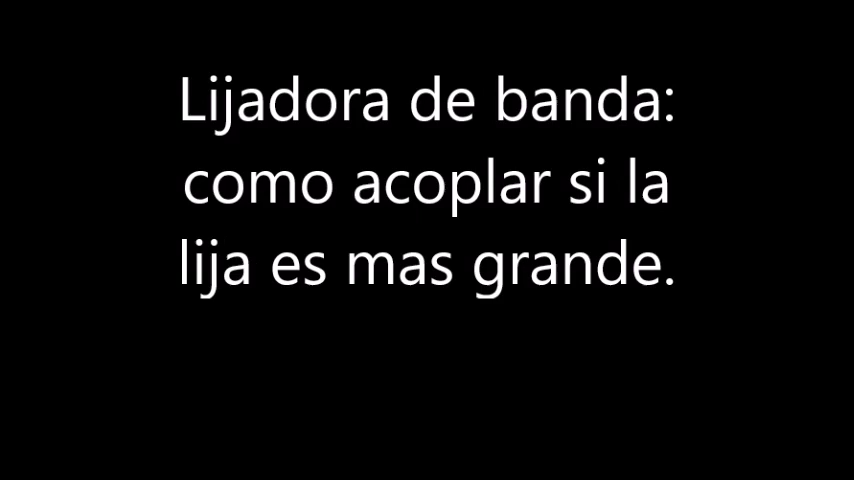 Lijadora de banda:
como acoplar si la
lija es mas grande.